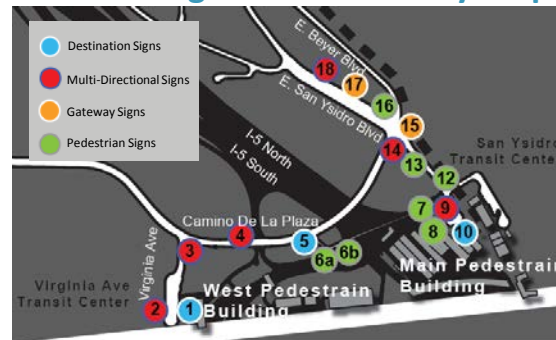 Destination Signs
Multi-Directional Signs
Gateway Signs
Pedestrian Signs
E. Beyer Blvd
18
17
16
E. San Ysidro Blvd
15
14
San Ysidro
Transit Center
13
12
I-5 North
I-5 South
Camino De La Plaza
7
9
8
10
3
4
5
6a
6b
Virginia Ave
Main Pedestrain
Building
Virginia Ave
Transit Center
West Pedestrain
Building
2
1